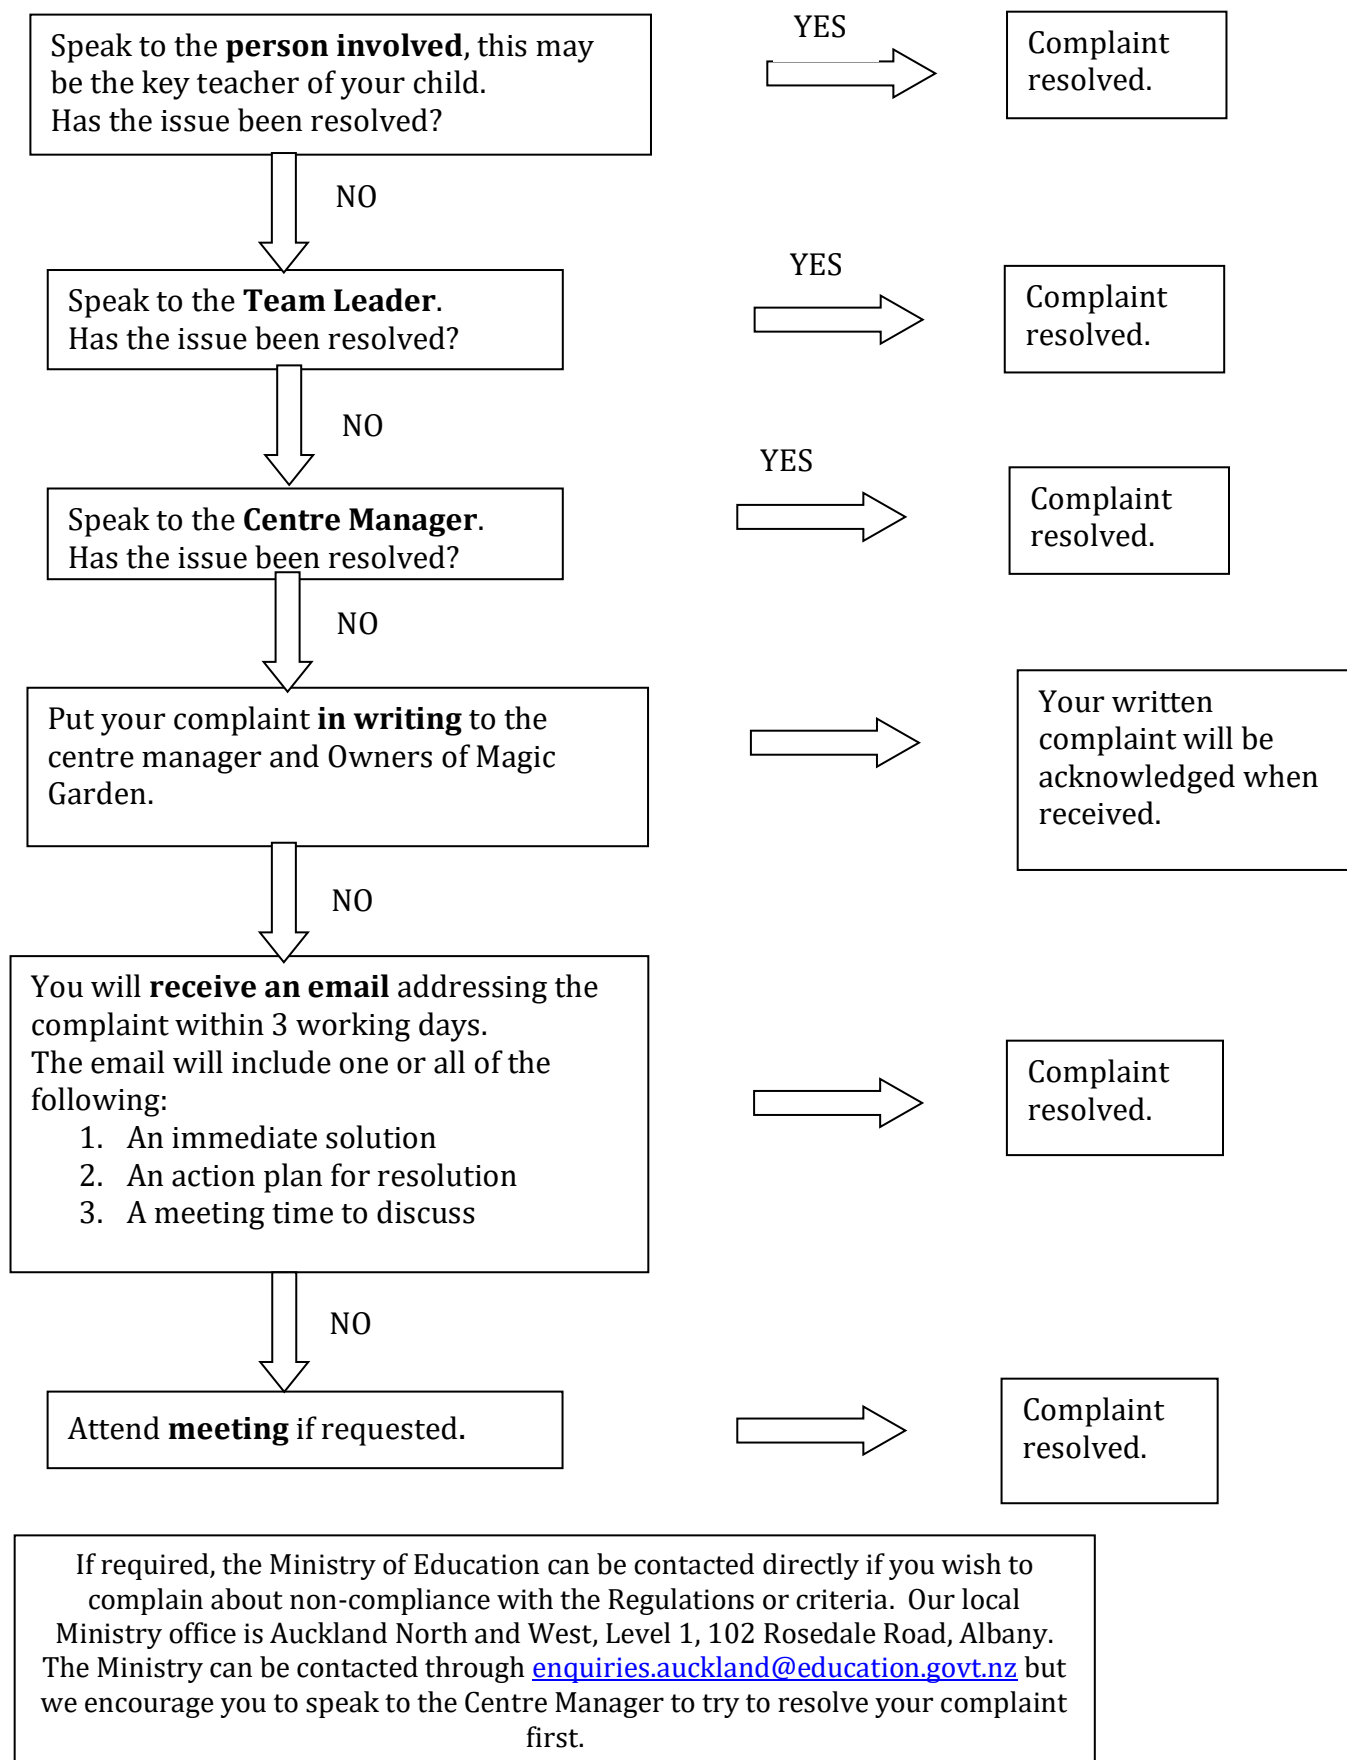 Speak to the person involved, this may
be the key teacher of your child.
Has the issue been resolved?
YES
Complaint
resolved.
NO
Speak to the Team Leader.
Has the issue been resolved?
YES
Complaint
resolved.
NO
Speak to the Centre Manager.
Has the issue been resolved?
YES
Complaint
resolved.
NO
Put your complaint in writing to the
centre manager and Owners of Magic
Garden.
Your written
complaint will be
acknowledged when
received.
NO
You will receive an email addressing the
complaint within 3 working days.
The email will include one or all of the
following:
1. An immediate solution
2. An action plan for resolution
3. A meeting time to discuss
Complaint
resolved.
NO
Attend meeting if requested.
Complaint
resolved.
If required, the Ministry of Education can be contacted directly if you wish to
complain about non-compliance with the Regulations or criteria. Our local
Ministry office is Auckland North and West, Level 1, 102 Rosedale Road, Albany.
The Ministry can be contacted through enquiries.auckland@education.govt.nz but
we encourage you to speak to the Centre Manager to try to resolve your complaint
first.